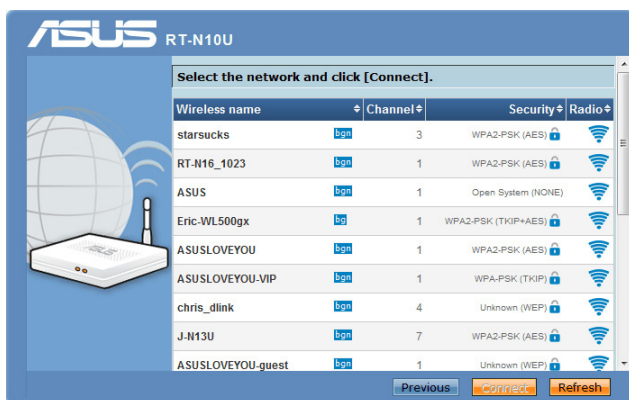 ASUS RT-N10U
Select the network and click [Connect].
Wireless name Channel Security Radio
starsucks bgn 3 WPA2-PSK (AES)
RT-N16_1023 bgn 1 WPA2-PSK (AES)
ASUS bgn 1 Open System (NONE)
Eric-WL500gx bg 1 WPA2-PSK (TKIP+AES)
ASUSLOVEYOU bgn 1 WPA2-PSK (AES)
ASUSLOVEYOU-VIP bgn 1 WPA-PSK (TKIP)
chris_dlink bgn 4 Unknown (WEP)
J-N13U bgn 7 WPA2-PSK (AES)
ASUSLOVEYOU-guest bgn 1 Unknown (WEP)
ASUS
Previous Connect Refresh